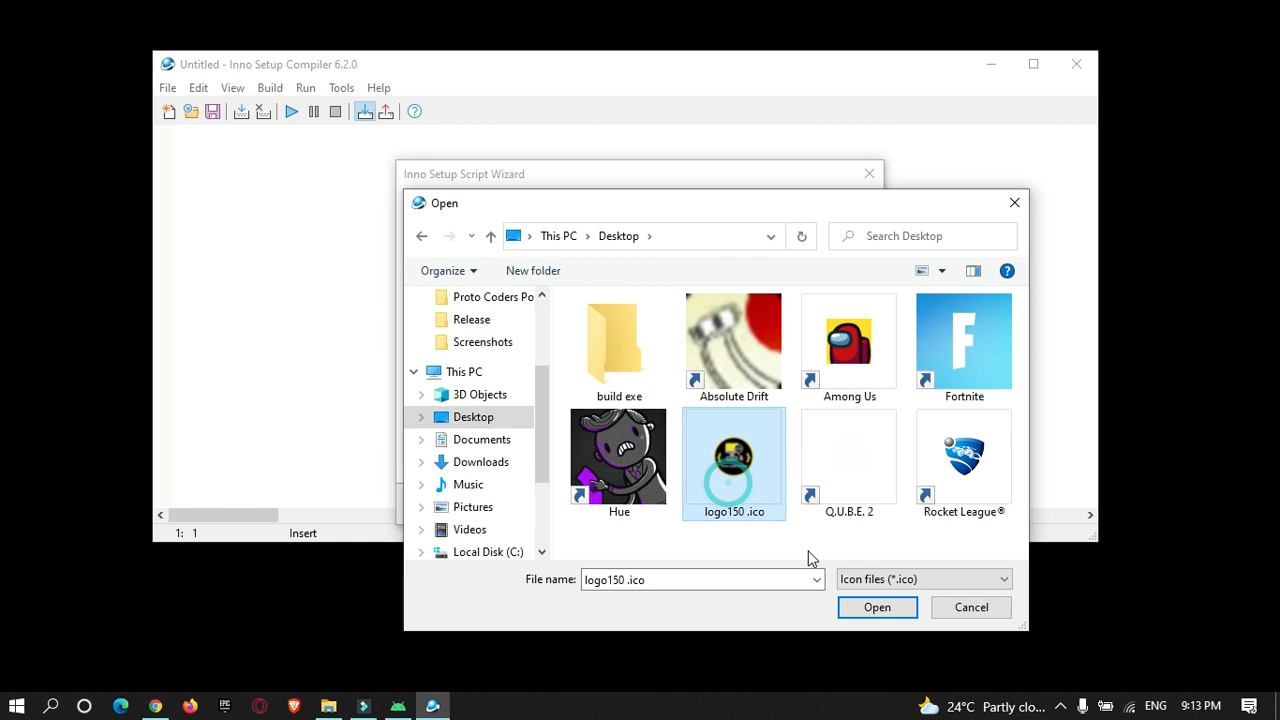 Untitled - Inno Setup Compiler 6.2.0
File Edit View Build Run Tools Help
Inno Setup Script Wizard
Open
This PC Desktop
Search Desktop
Organize New folder
Proto Coders Po
Release
Screenshots
This PC
3D Objects
Desktop
Documents
Downloads
Music
Pictures
Videos
Local Disk (C:)
build exe Absolute Drift Among Us Fortnite
Hue logo150 .ico Q.U.B.E. 2 Rocket League®
File name: logo150 .ico Icon files (*.ico)
Open Cancel
1: 1 Insert
EPIC 24°C Partly clo... ENG 9:13 PM